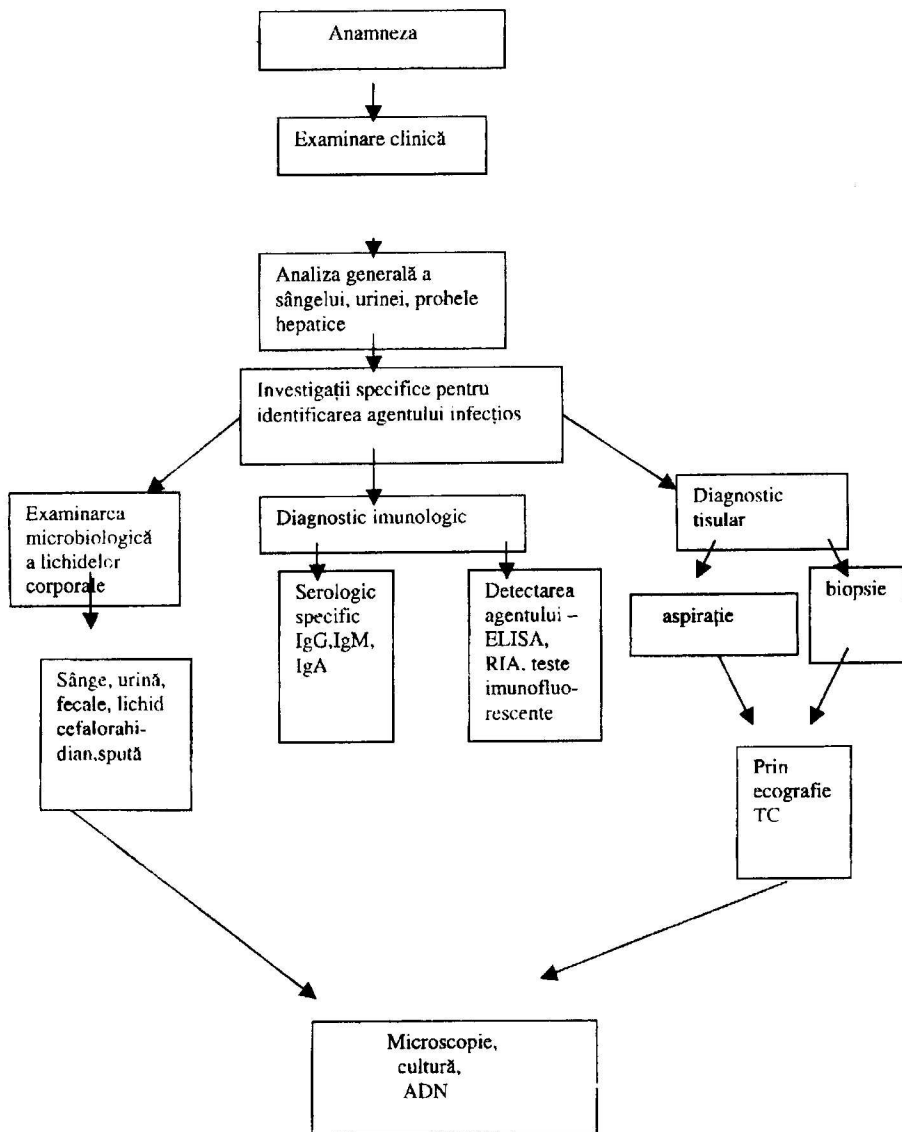 Anamneza
Examinare clinică
Analiza generală a
sângelui, urinei, probele
hepatice
Investigații specifice pentru
identificarea agentului infecțios
Examinarea
microbiologică
a lichidelor
corporale
Diagnostic imunologic
Diagnostic
tisular
Serologic
specific
IgG,IgM,
IgA
Detectarea
agentului –
ELISA,
RIA, teste
imunofluo-
rescente
aspirație
biopsie
Sânge, urină,
fecale, lichid
cefalorahi-
dian,spută
Prin
ecografie
TC
Microscopie,
cultură,
ADN